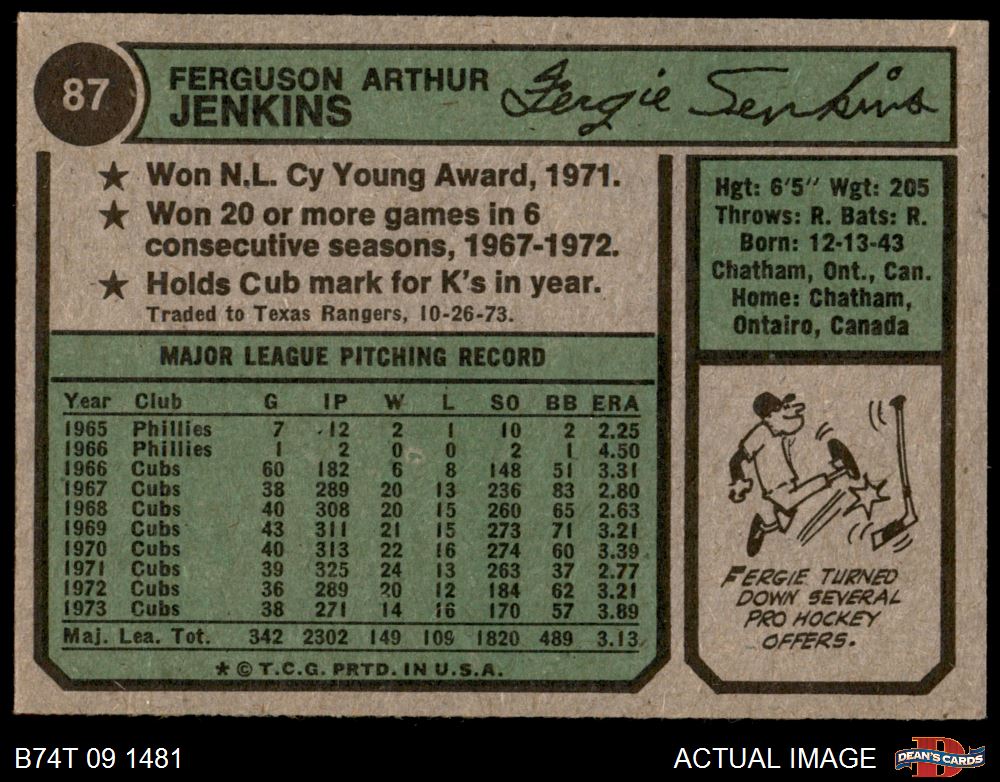 87
FERGUSON ARTHUR
JENKINS
Fergie Jenkins
★ Won N.L. Cy Young Award, 1971.
★ Won 20 or more games in 6
consecutive seasons, 1967-1972.
★ Holds Cub mark for K's in year.
Traded to Texas Rangers, 10-26-73.
MAJOR LEAGUE PITCHING RECORD
Year Club G IP W L SO BB ERA
1965 Phillies 7 12 2 1 10 2 2.25
1966 Phillies 1 2 0 0 2 1 4.50
1966 Cubs 60 182 6 8 148 51 3.31
1967 Cubs 38 289 20 13 236 83 2.80
1968 Cubs 40 308 20 15 260 65 2.63
1969 Cubs 43 311 21 15 273 71 3.21
1970 Cubs 40 313 22 16 274 60 3.39
1971 Cubs 39 325 24 13 263 37 2.77
1972 Cubs 36 289 20 12 184 62 3.21
1973 Cubs 38 271 14 16 170 57 3.89
Maj. Lea. Tot. 342 2302 149 109 1820 489 3.13
★ © T.C.G. PRTD. IN U.S.A.
Hgt: 6'5" Wgt: 205
Throws: R. Bats: R.
Born: 12-13-43
Chatham, Ont., Can.
Home: Chatham,
Ontairo, Canada
FERGIE TURNED
DOWN SEVERAL
PRO HOCKEY
OFFERS.
B74T 09 1481
ACTUAL IMAGE
D
DEAN'S CARDS